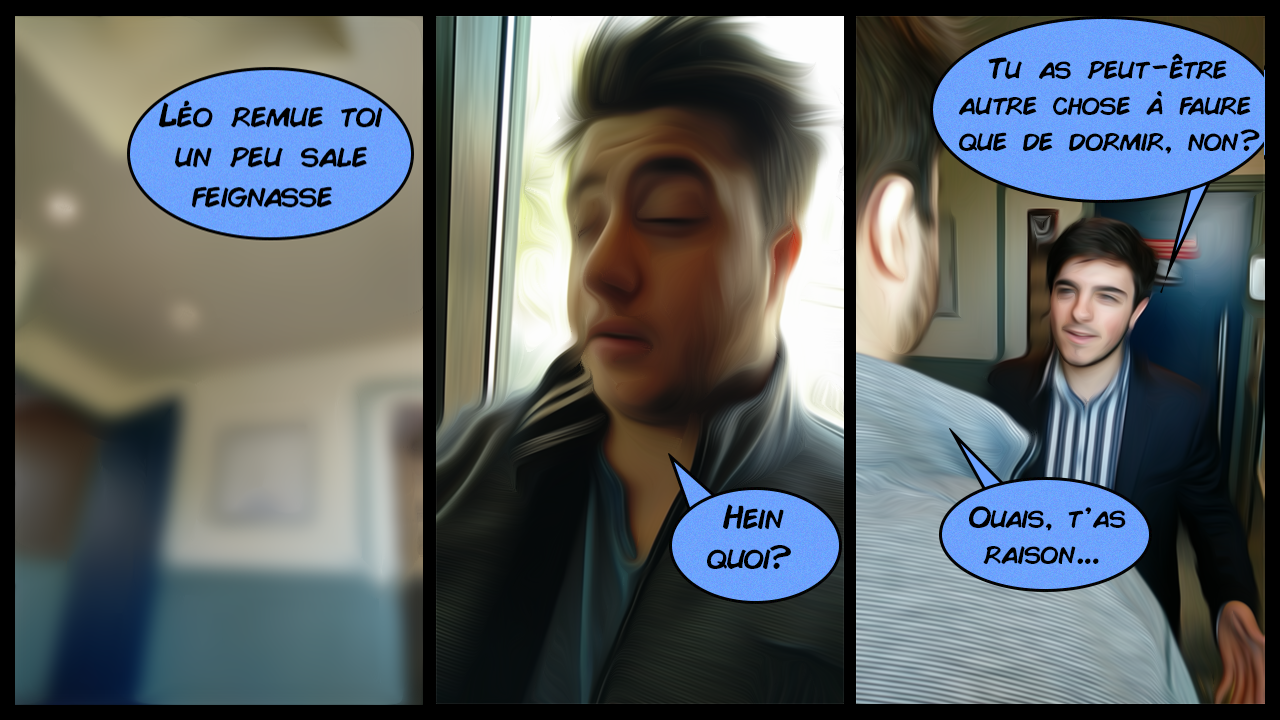 LÉO REMUE TOI
UN PEU SALE
FEIGNASSE
HEIN
QUOI?
TU AS PEUT-ÊTRE
AUTRE CHOSE À FAURE
QUE DE DORMIR, NON?
OUAIS, T'AS
RAISON...